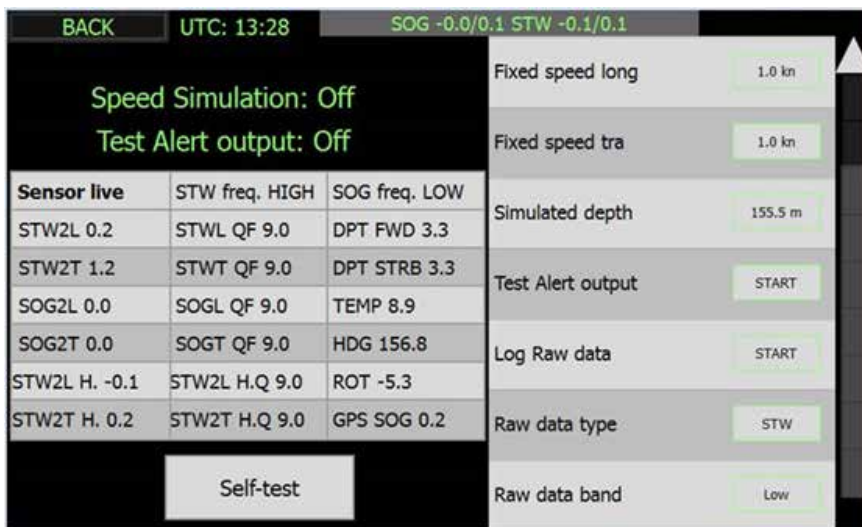 BACK UTC: 13:28 SOG -0.0/0.1 STW -0.1/0.1
Speed Simulation: Off
Test Alert output: Off
Sensor live STW freq. HIGH SOG freq. LOW
STW2L 0.2 STWL QF 9.0 DPT FWD 3.3
STW2T 1.2 STWT QF 9.0 DPT STRB 3.3
SOG2L 0.0 SOGL QF 9.0 TEMP 8.9
SOG2T 0.0 SOGT QF 9.0 HDG 156.8
STW2L H. -0.1 STW2L H.Q 9.0 ROT -5.3
STW2T H. 0.2 STW2T H.Q 9.0 GPS SOG 0.2
Self-test
Fixed speed long 1.0 kn
Fixed speed tra 1.0 kn
Simulated depth 155.5 m
Test Alert output START
Log Raw data START
Raw data type STW
Raw data band Low